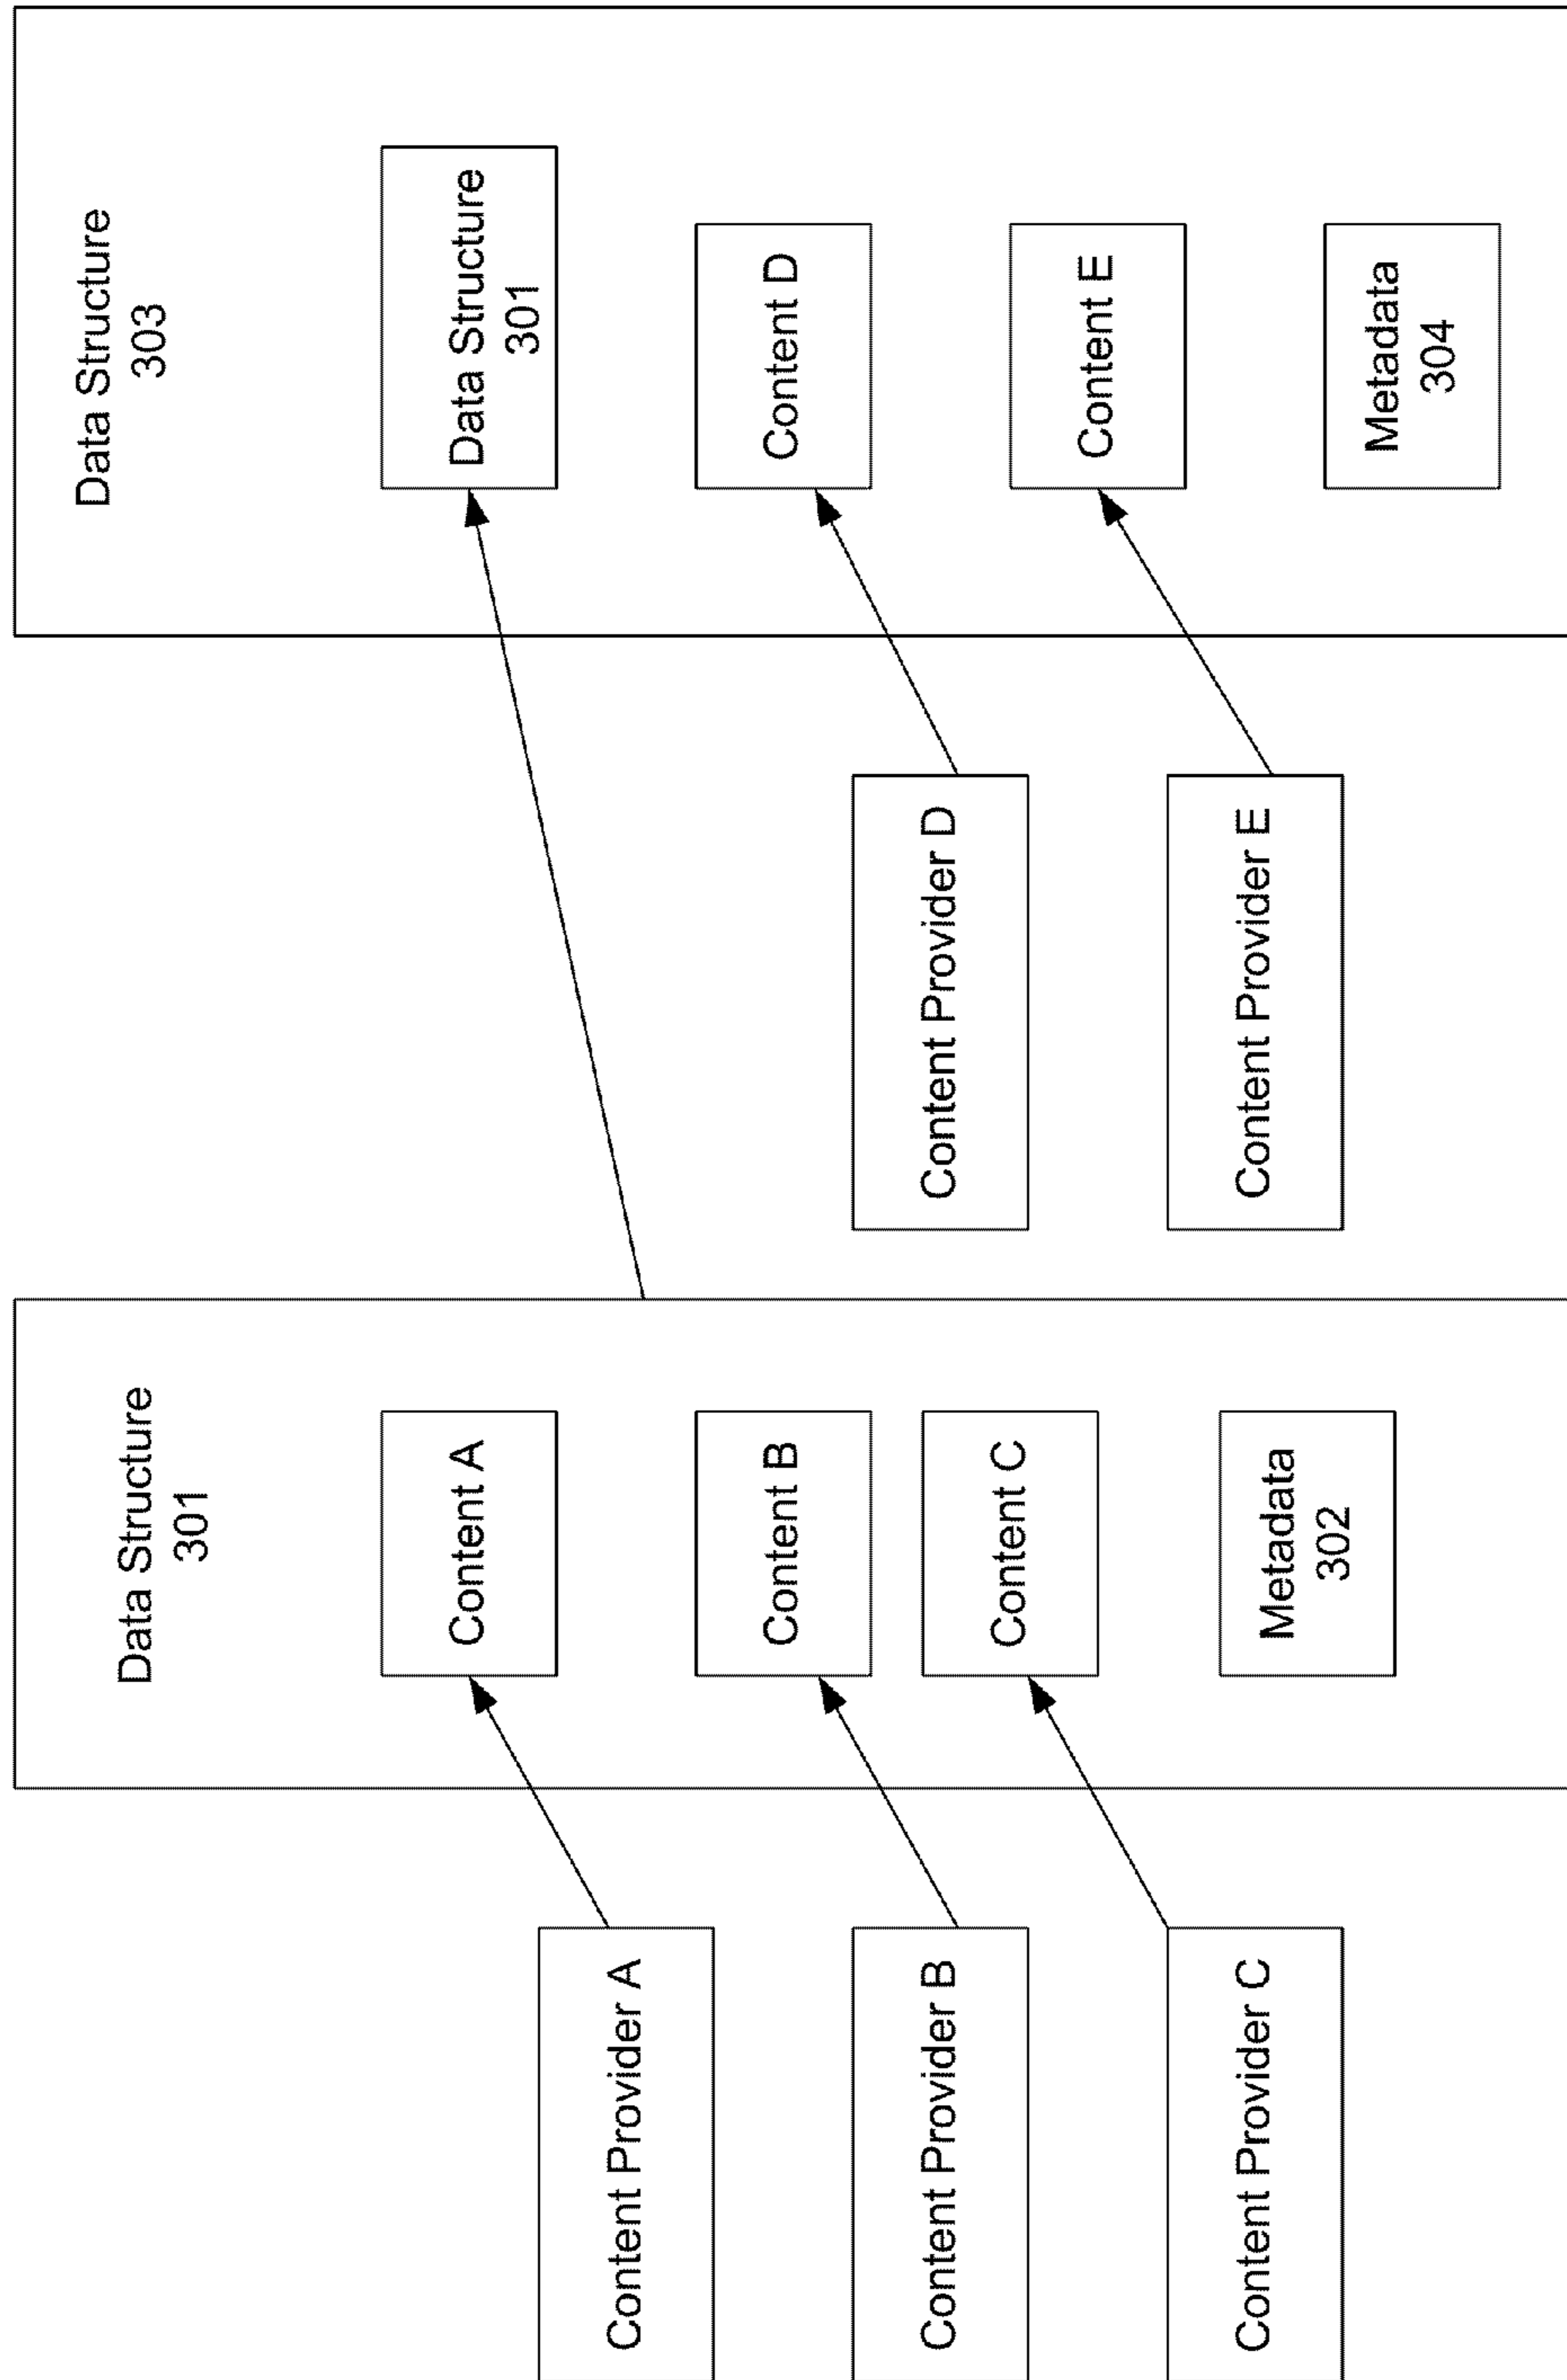 Content Provider A
Content Provider B
Content Provider C
Data Structure
301
Content A
Content B
Content C
Metadata
302
Content Provider D
Content Provider E
Data Structure
303
Data Structure
301
Content D
Content E
Metadata
304